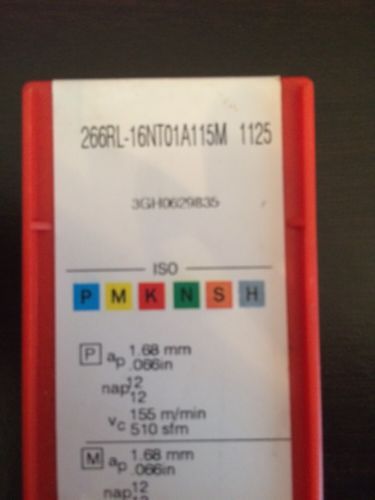 266RL-16NT01A115M 1125
3GH0629835
ISO
P M K N S H
P ap 1.68 mm
.066in
nap 12
12
vc 155 m/min
510 sfm
M ap 1.68 mm
.066in
nap 12